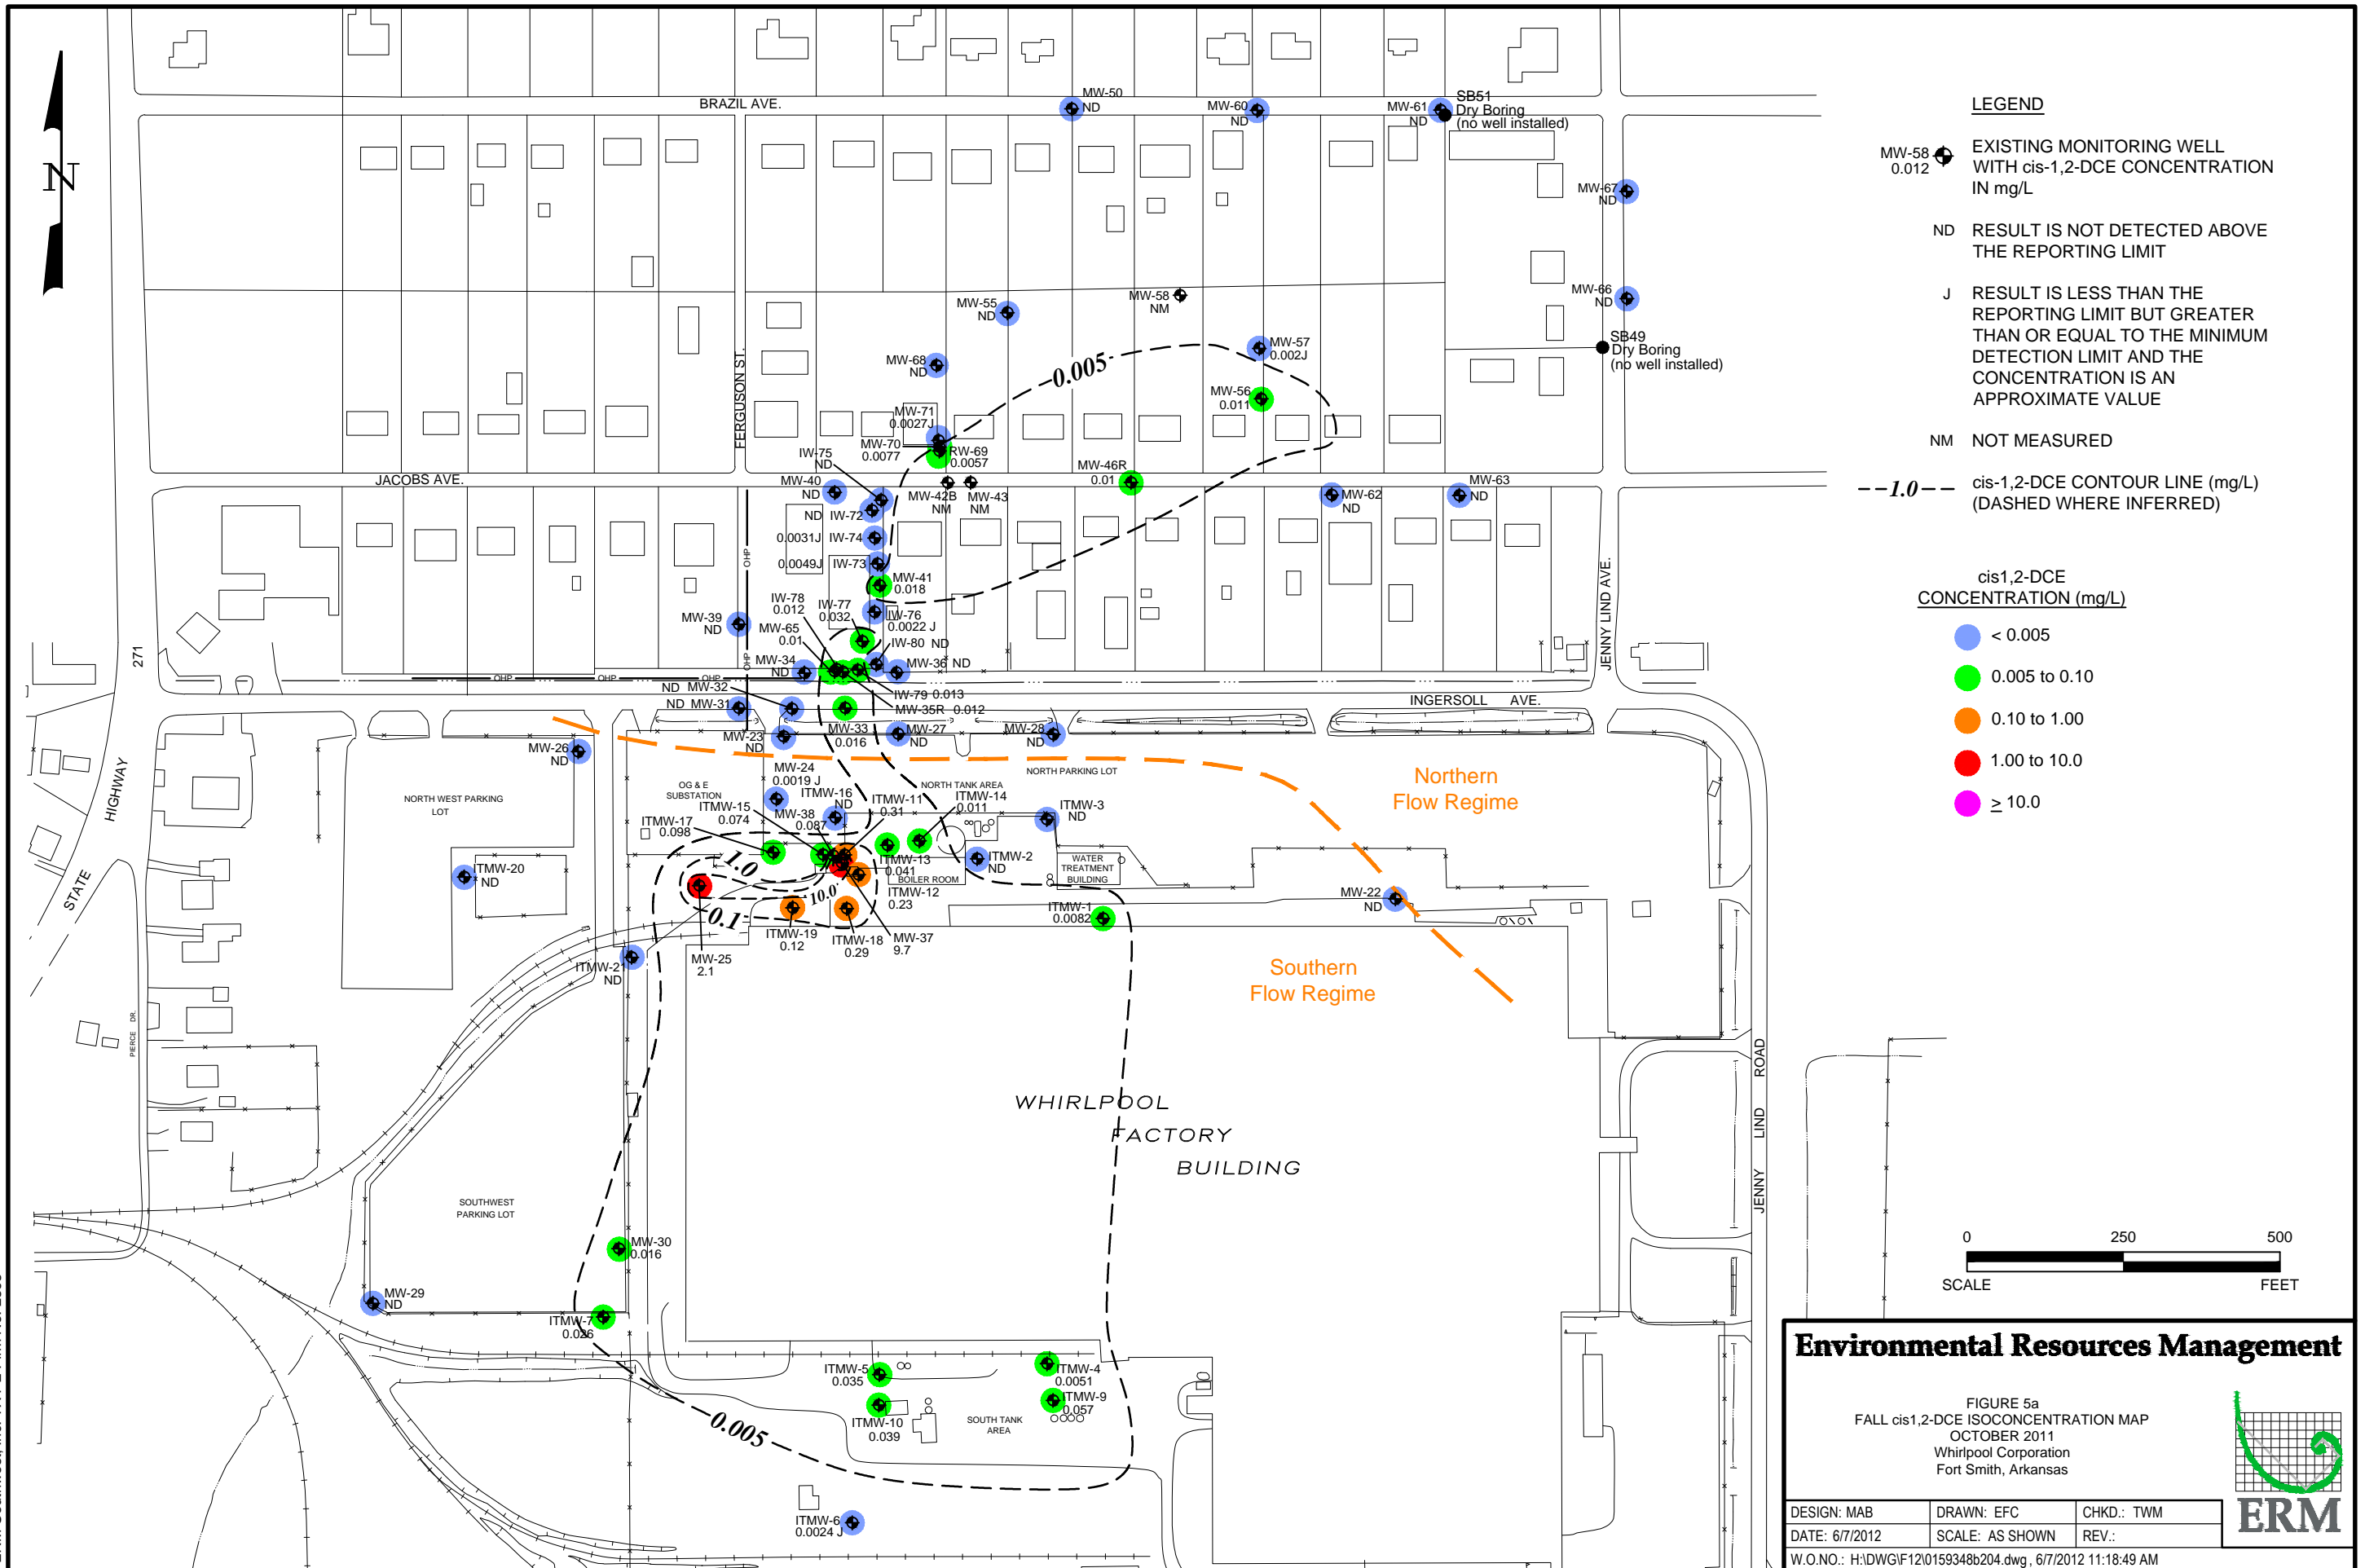 BRAZIL AVE.
MW-50
ND
MW-60
ND
MW-61
ND
SB51
Dry Boring
(no well installed)
N
MW-67
ND
MW-66
ND
SB49
Dry Boring
(no well installed)
MW-55
ND
MW-58
NM
MW-57
0.002J
MW-68
ND
0.005
MW-56
0.011
FERGUSON ST.
MW-71
0.0027J
MW-70
0.0077
RW-69
0.0057
IW-75
ND
MW-46R
0.01
JACOBS AVE.
MW-40
ND
MW-42B
NM
MW-43
NM
MW-62
ND
MW-63
ND
ND IW-72
0.0031J IW-74
0.0049J IW-73
OHP
MW-41
0.018
IW-78
0.012
IW-77
0.032
IW-76
0.0022 J
MW-39
ND
MW-65
0.01
IW-80 ND
MW-34
ND
MW-36 ND
OHP
OHP
OHP
OHP
JENNY LIND AVE.
271
ND MW-32
ND MW-31
IW-79 0.013
MW-35R 0.012
INGERSOLL AVE.
MW-26
ND
MW-23
ND
MW-33
0.016
MW-27
ND
MW-28
ND
STATE HIGHWAY
NORTH WEST PARKING
LOT
OG & E
SUBSTATION
MW-24
0.0019 J
NORTH TANK AREA
NORTH PARKING LOT
Northern
Flow Regime
ITMW-16
ND
ITMW-15
0.074
ITMW-11
0.31
ITMW-14
0.011
ITMW-3
ND
ITMW-17
0.098
MW-38
0.087
1.0
10.0
0.1
ITMW-13
0.041
BOILER ROOM
ITMW-2
ND
WATER
TREATMENT
BUILDING
ITMW-20
ND
ITMW-12
0.23
ITMW-1
0.0082
MW-22
ND
ITMW-19
0.12
ITMW-18
0.29
MW-37
9.7
MW-25
2.1
ITMW-21
ND
Southern
Flow Regime
PIERCE DR.
WHIRLPOOL
FACTORY
BUILDING
JENNY LIND ROAD
SOUTHWEST
PARKING LOT
MW-30
0.016
MW-29
ND
ITMW-7
0.026
ITMW-5
0.035
ITMW-4
0.0051
ITMW-10
0.039
ITMW-9
0.057
SOUTH TANK
AREA
0.005
ITMW-6
0.0024 J
LEGEND
MW-58
0.012
EXISTING MONITORING WELL
WITH cis-1,2-DCE CONCENTRATION
IN mg/L
ND RESULT IS NOT DETECTED ABOVE
THE REPORTING LIMIT
J RESULT IS LESS THAN THE
REPORTING LIMIT BUT GREATER
THAN OR EQUAL TO THE MINIMUM
DETECTION LIMIT AND THE
CONCENTRATION IS AN
APPROXIMATE VALUE
NM NOT MEASURED
1.0 cis-1,2-DCE CONTOUR LINE (mg/L)
(DASHED WHERE INFERRED)
cis1,2-DCE
CONCENTRATION (mg/L)
< 0.005
0.005 to 0.10
0.10 to 1.00
1.00 to 10.0
≥ 10.0
0 250 500
SCALE FEET
Environmental Resources Management
FIGURE 5a
FALL cis1,2-DCE ISOCONCENTRATION MAP
OCTOBER 2011
Whirlpool Corporation
Fort Smith, Arkansas
ERM
DESIGN: MAB DRAWN: EFC CHKD.: TWM
DATE: 6/7/2012 SCALE: AS SHOWN REV.:
W.O.NO.: H:\DWG\F12\0159348b204.dwg, 6/7/2012 11:18:49 AM